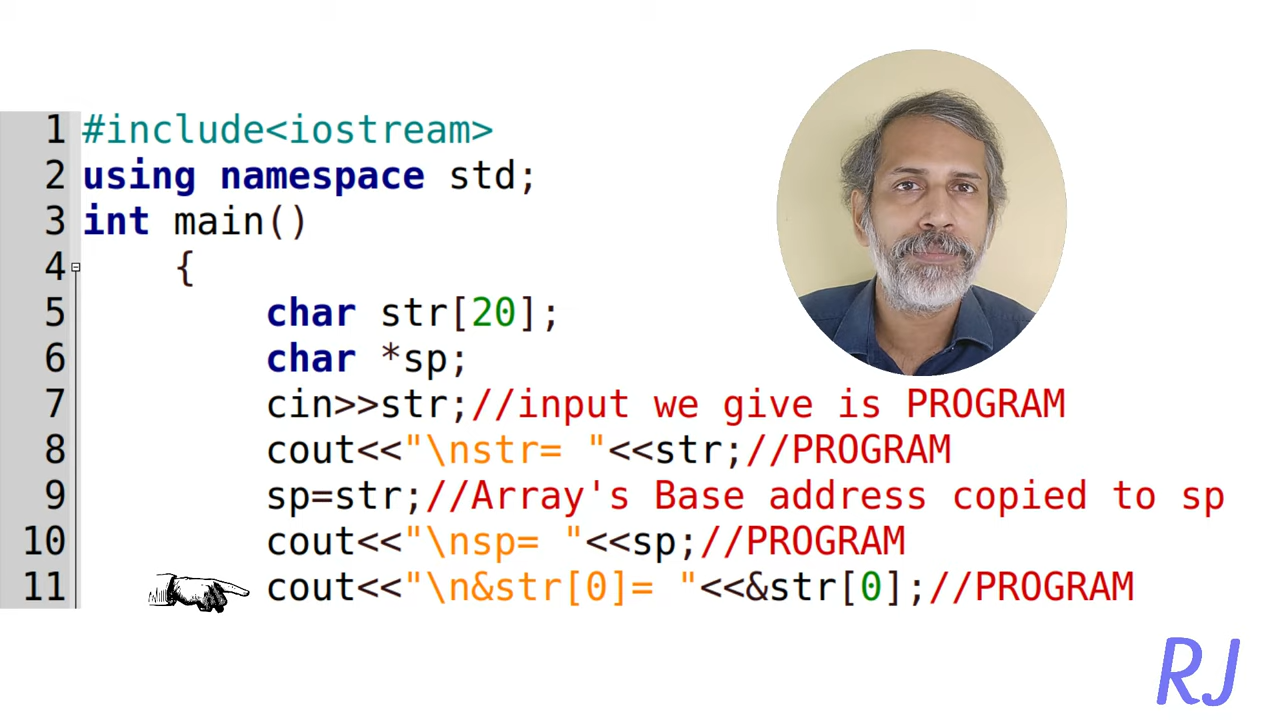 1 #include<iostream>
2 using namespace std;
3 int main()
4 {
5 char str[20];
6 char *sp;
7 cin>>str;//input we give is PROGRAM
8 cout<<"\nstr= "<<str;//PROGRAM
9 sp=str;//Array's Base address copied to sp
10 cout<<"\nsp= "<<sp;//PROGRAM
11 cout<<"\n&str[0]= "<<&str[0];//PROGRAM
RJ